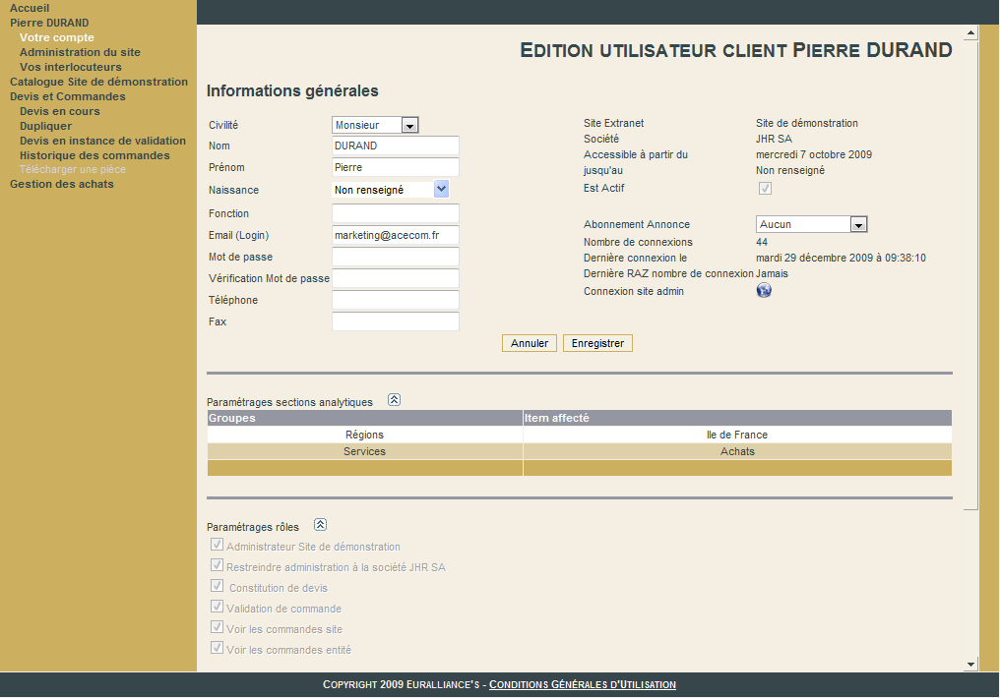 Accueil
Pierre DURAND
Votre compte
Administration du site
Vos interlocuteurs
Catalogue Site de démonstration
Devis et Commandes
Devis en cours
Dupliquer
Devis en instance de validation
Historique des commandes
Télécharger une pièce
Gestion des achats
EDITION UTILISATEUR CLIENT PIERRE DURAND
Informations générales
Civilité Monsieur
Nom DURAND
Prénom Pierre
Naissance Non renseigné
Fonction
Email (Login) marketing@acecom.fr
Mot de passe
Vérification Mot de passe
Téléphone
Fax
Site Extranet Site de démonstration
Société JHR SA
Accessible à partir du mercredi 7 octobre 2009
jusqu'au Non renseigné
Est Actif
Abonnement Annonce Aucun
Nombre de connexions 44
Dernière connexion le mardi 29 décembre 2009 à 09:38:10
Dernière RAZ nombre de connexion Jamais
Connexion site admin
Annuler Enregistrer
Paramétrages sections analytiques
Groupes Item affecté
Régions Ile de France
Services Achats
Paramétrages rôles
Administrateur Site de démonstration
Restreindre administration à la société JHR SA
Constitution de devis
Validation de commande
Voir les commandes site
Voir les commandes entité
COPYRIGHT 2009 EURALLIANCE'S - CONDITIONS GÉNÉRALES D'UTILISATION